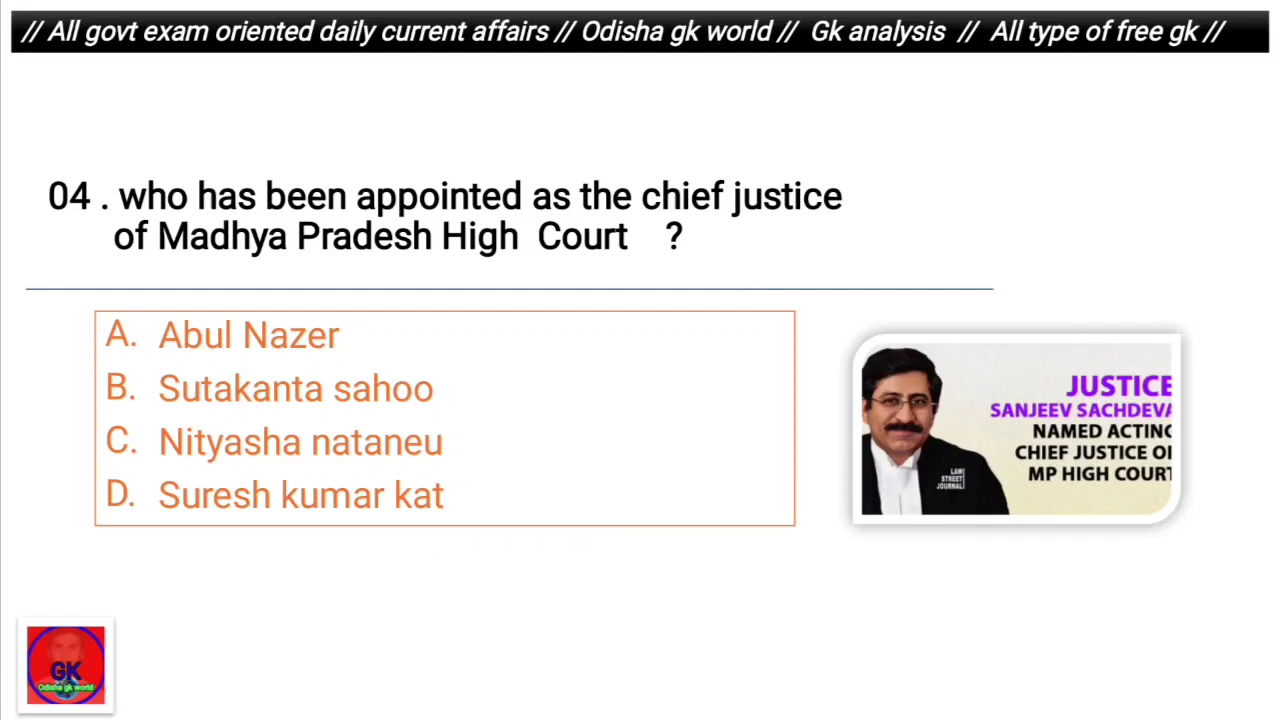 // All govt exam oriented daily current affairs // Odisha gk world // Gk analysis // All type of free gk //
04 . who has been appointed as the chief justice
of Madhya Pradesh High Court ?
A. Abul Nazer
B. Sutakanta sahoo
C. Nityasha nataneu
D. Suresh kumar kat
JUSTICE
SANJEEV SACHDEVA
NAMED ACTING
CHIEF JUSTICE OF
MP HIGH COURT
LAW
STREET
JOURNAL
GK
Odisha gk world